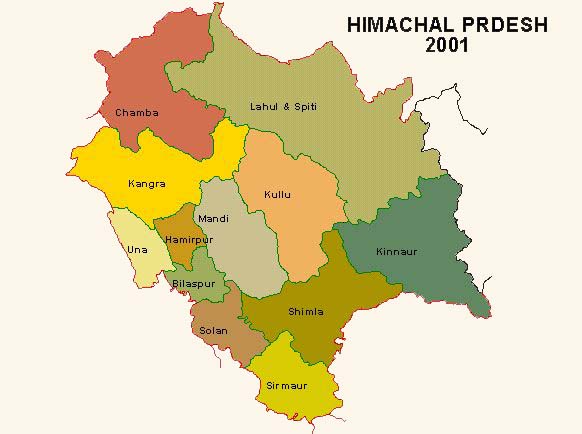 HIMACHAL PRDESH
2001
Chamba
Lahul & Spiti
Kangra
Kullu
Mandi
Hamirpur
Una
Kinnaur
Bilaspur
Shimla
Solan
Sirmaur